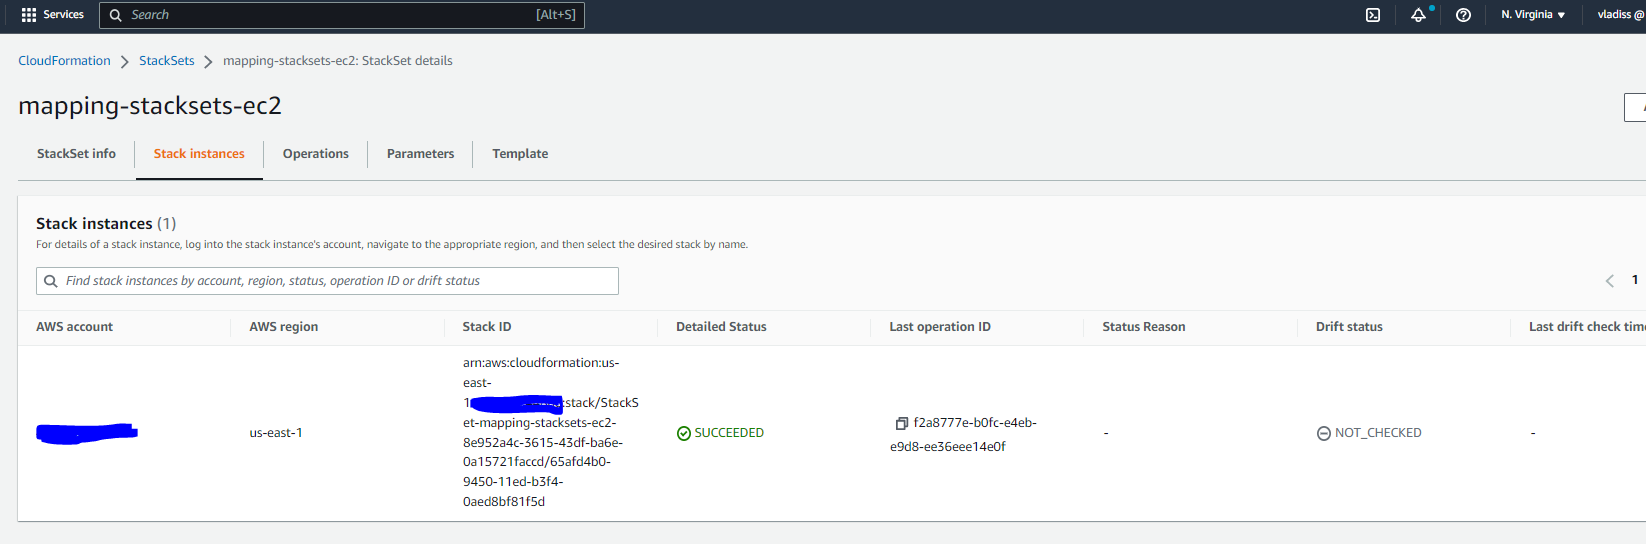 Services
Search [Alt+S]
N. Virginia
vladiss @
CloudFormation
StackSets
mapping-stacksets-ec2: StackSet details
mapping-stacksets-ec2
StackSet info
Stack instances
Operations
Parameters
Template
Stack instances (1)
For details of a stack instance, log into the stack instance's account, navigate to the appropriate region, and then select the desired stack by name.
Find stack instances by account, region, status, operation ID or drift status
1
AWS account
AWS region
Stack ID
Detailed Status
Last operation ID
Status Reason
Drift status
Last drift check time
us-east-1
arn:aws:cloudformation:us-
east-
1:stack/StackS
et-mapping-stacksets-ec2-
8e952a4c-3615-43df-ba6e-
0a15721faccd/65afd4b0-
9450-11ed-b3f4-
0aed8bf81f5d
SUCCEEDED
f2a8777e-b0fc-e4eb-
e9d8-ee36eee14e0f
-
NOT_CHECKED
-